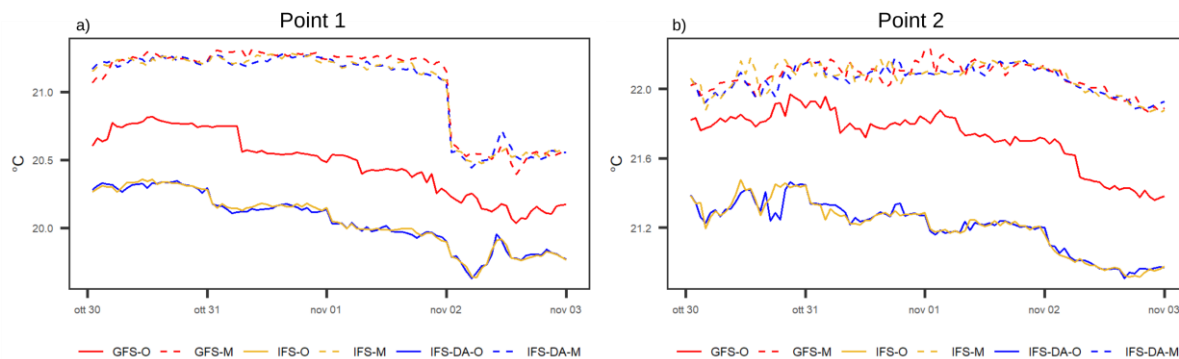 a)
Point 1
°C
21.0
20.5
20.0
ott 30
ott 31
nov 01
nov 02
nov 03
GFS-O
GFS-M
IFS-O
IFS-M
IFS-DA-O
IFS-DA-M
b)
Point 2
°C
22.0
21.6
21.2
ott 30
ott 31
nov 01
nov 02
nov 03
GFS-O
GFS-M
IFS-O
IFS-M
IFS-DA-O
IFS-DA-M